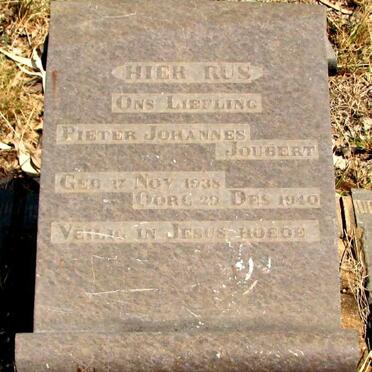 HIER RUS
ONS LIEFLING
PIETER JOHANNES
JOUBERT
GEB 17 NOV 1938
OORL 29 DES 1940
VEILIG IN JESUS HOEDE